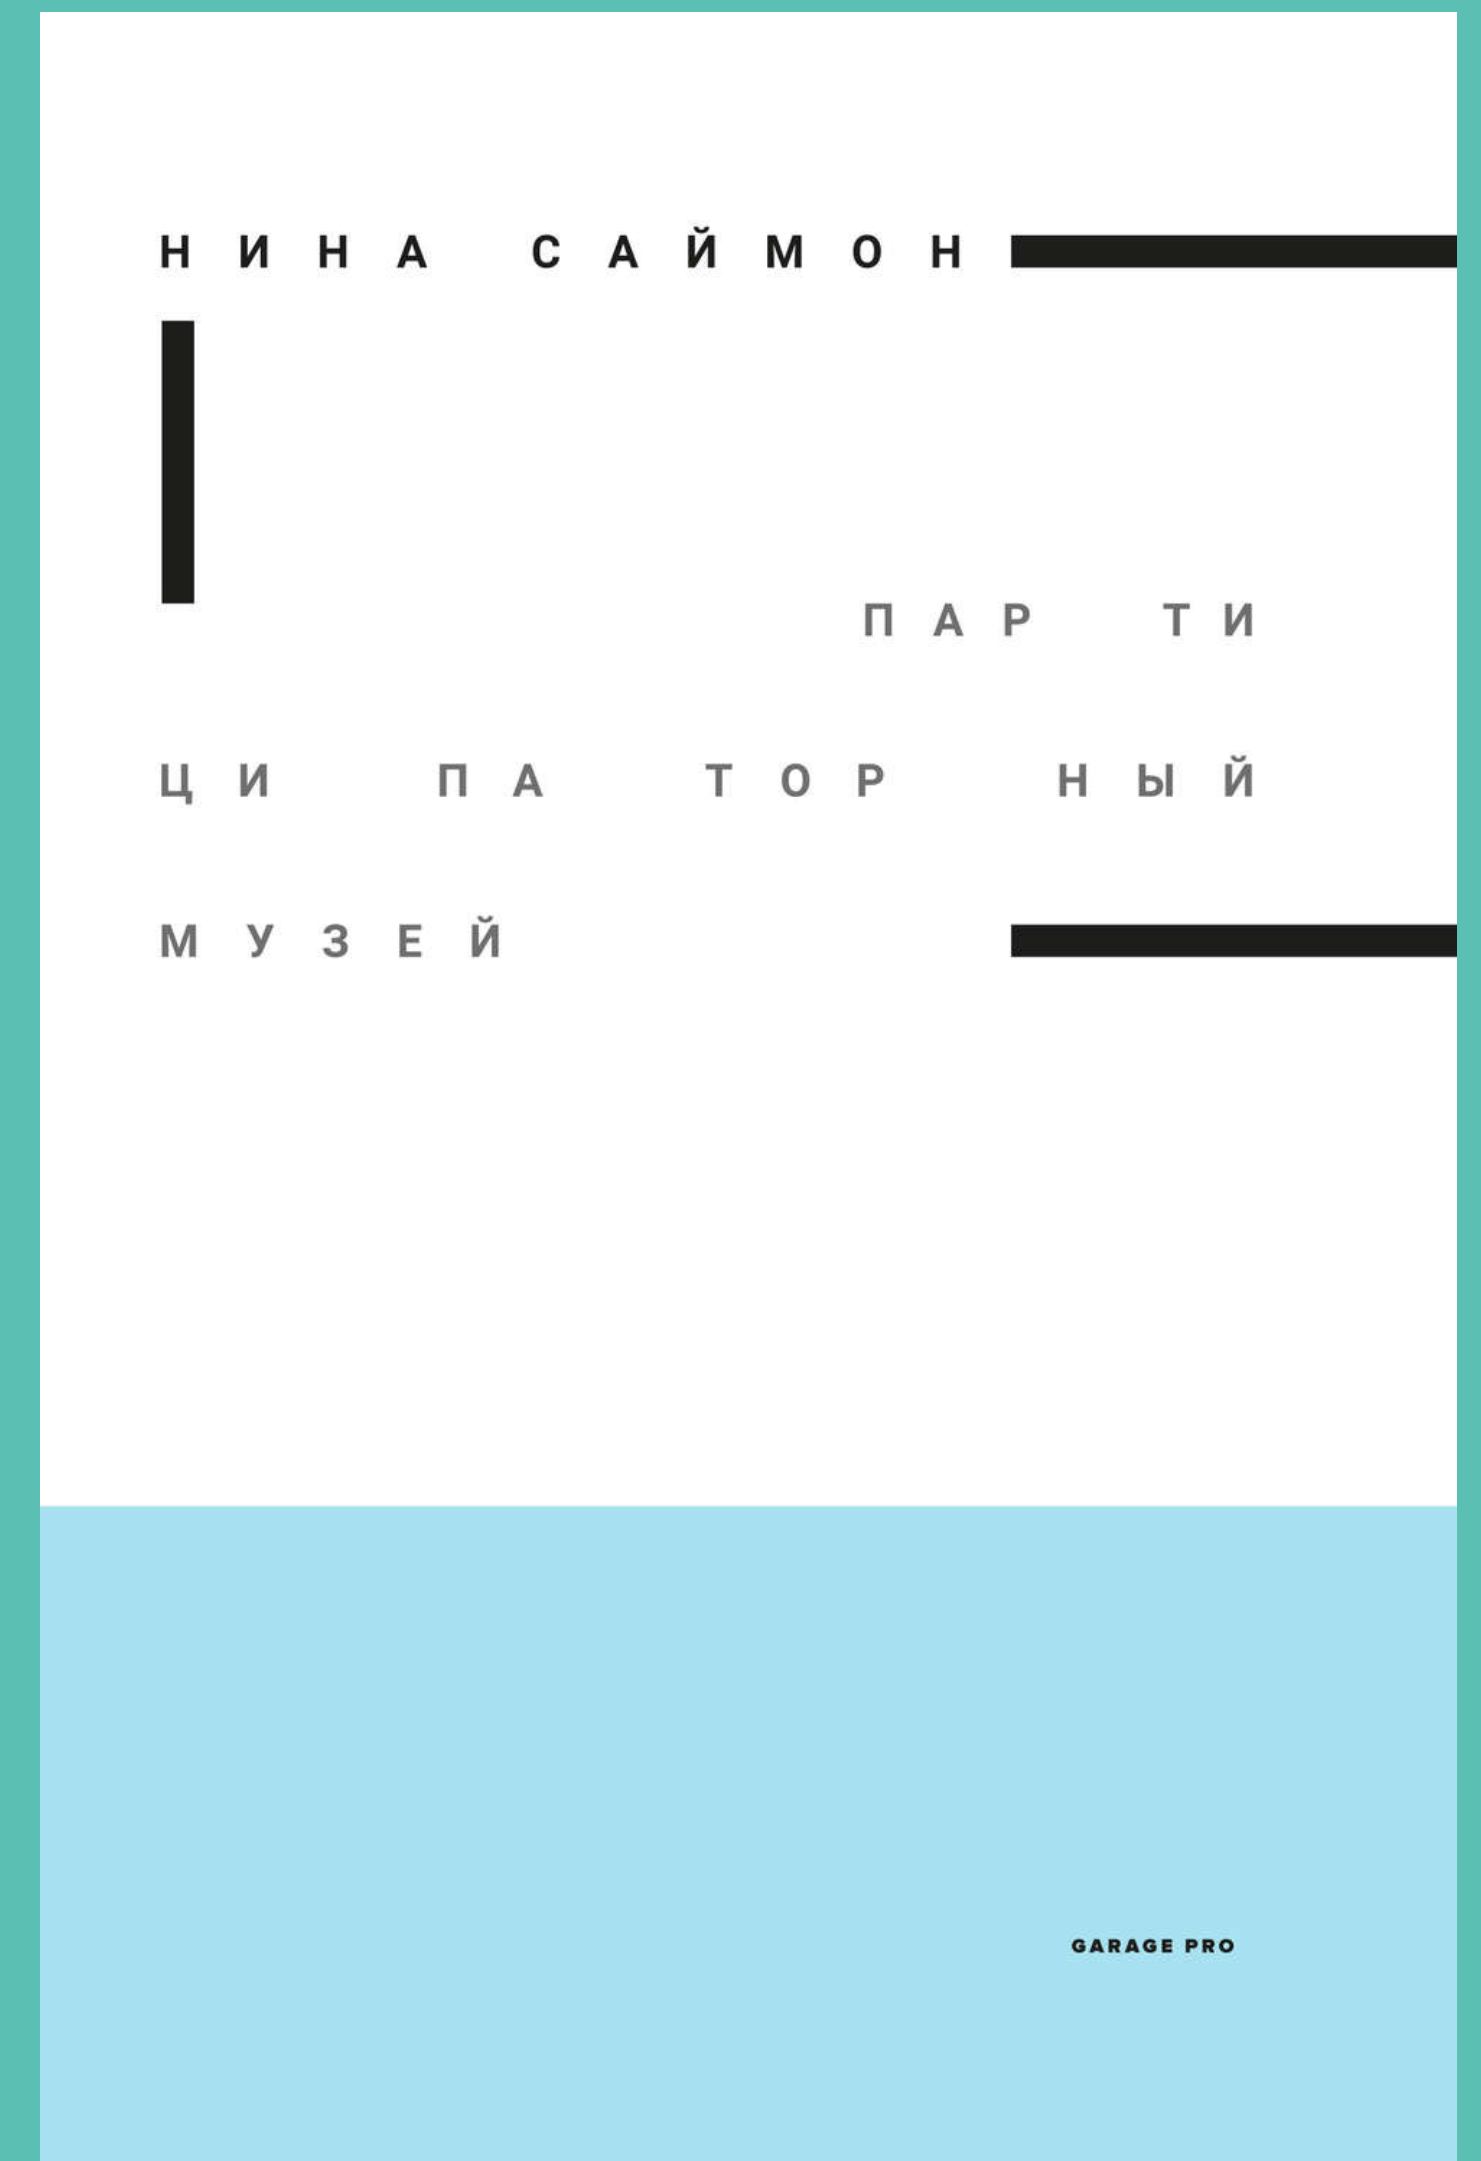 НИНА САЙМОН
ПАР ТИ
ЦИ ПА ТОР НЫЙ
МУЗЕЙ
GARAGE PRO